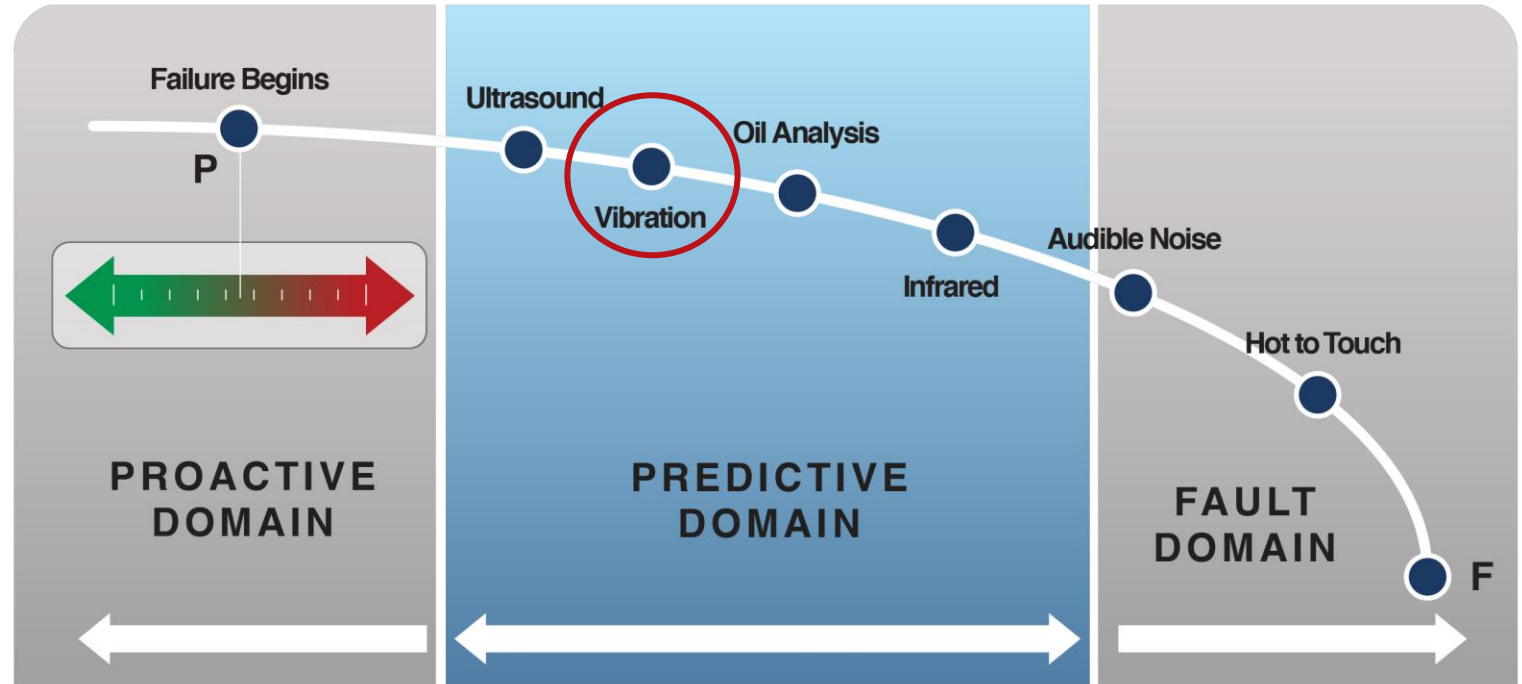 Failure Begins
P
Ultrasound
Vibration
Oil Analysis
Infrared
Audible Noise
Hot to Touch
F
PROACTIVE
DOMAIN
PREDICTIVE
DOMAIN
FAULT
DOMAIN